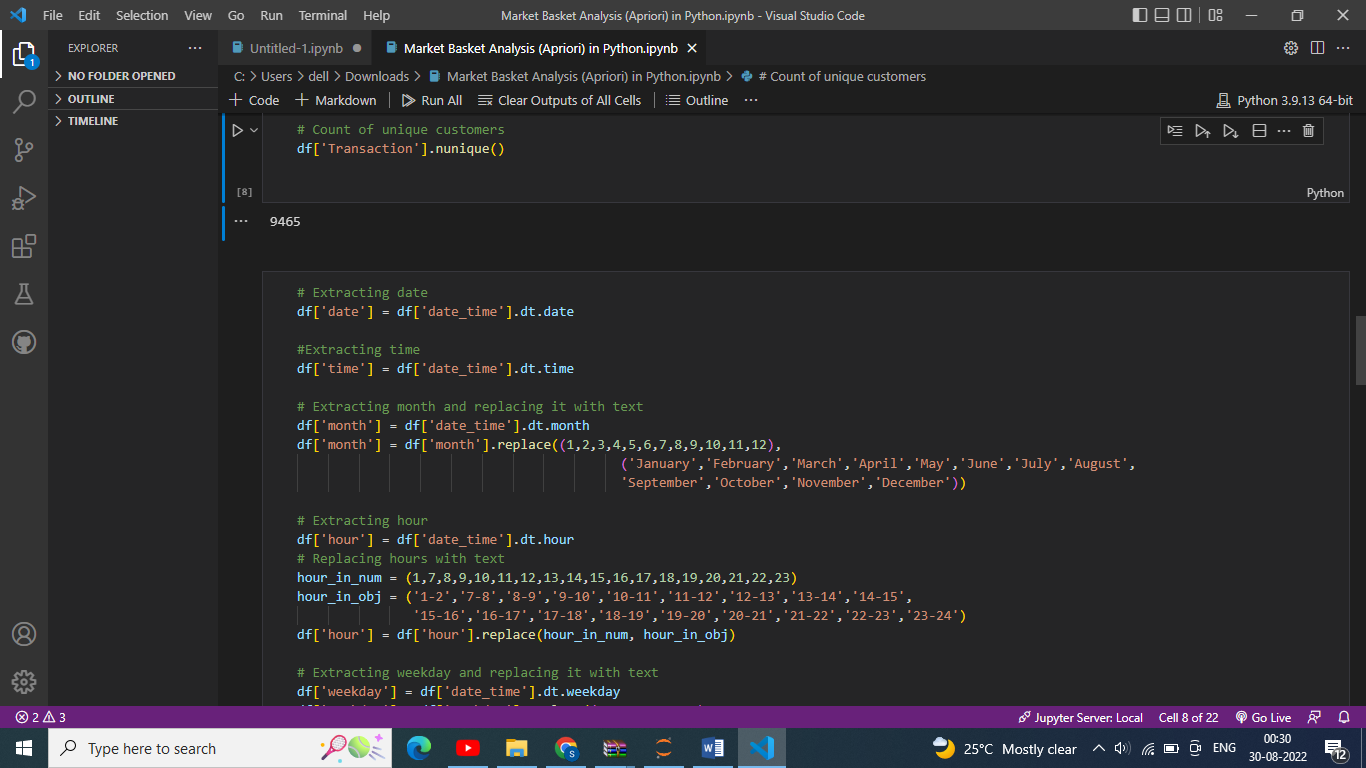 File Edit Selection View Go Run Terminal Help
Market Basket Analysis (Apriori) in Python.ipynb - Visual Studio Code
EXPLORER
1
NO FOLDER OPENED
OUTLINE
TIMELINE
Untitled-1.ipynb
Market Basket Analysis (Apriori) in Python.ipynb
C: > Users > dell > Downloads > Market Basket Analysis (Apriori) in Python.ipynb > # Count of unique customers
+ Code + Markdown Run All Clear Outputs of All Cells Outline ...
Python 3.9.13 64-bit
# Count of unique customers
df['Transaction'].nunique()
[8]
Python
9465
# Extracting date
df['date'] = df['date_time'].dt.date
#Extracting time
df['time'] = df['date_time'].dt.time
# Extracting month and replacing it with text
df['month'] = df['date_time'].dt.month
df['month'] = df['month'].replace((1,2,3,4,5,6,7,8,9,10,11,12),
('January','February','March','April','May','June','July','August',
'September','October','November','December'))
# Extracting hour
df['hour'] = df['date_time'].dt.hour
# Replacing hours with text
hour_in_num = (1,7,8,9,10,11,12,13,14,15,16,17,18,19,20,21,22,23)
hour_in_obj = ('1-2','7-8','8-9','9-10','10-11','11-12','12-13','13-14','14-15',
'15-16','16-17','17-18','18-19','19-20','20-21','21-22','22-23','23-24')
df['hour'] = df['hour'].replace(hour_in_num, hour_in_obj)
# Extracting weekday and replacing it with text
df['weekday'] = df['date_time'].dt.weekday
2 3
Jupyter Server: Local Cell 8 of 22 Go Live
Type here to search
25°C Mostly clear
ENG
00:30
30-08-2022
12